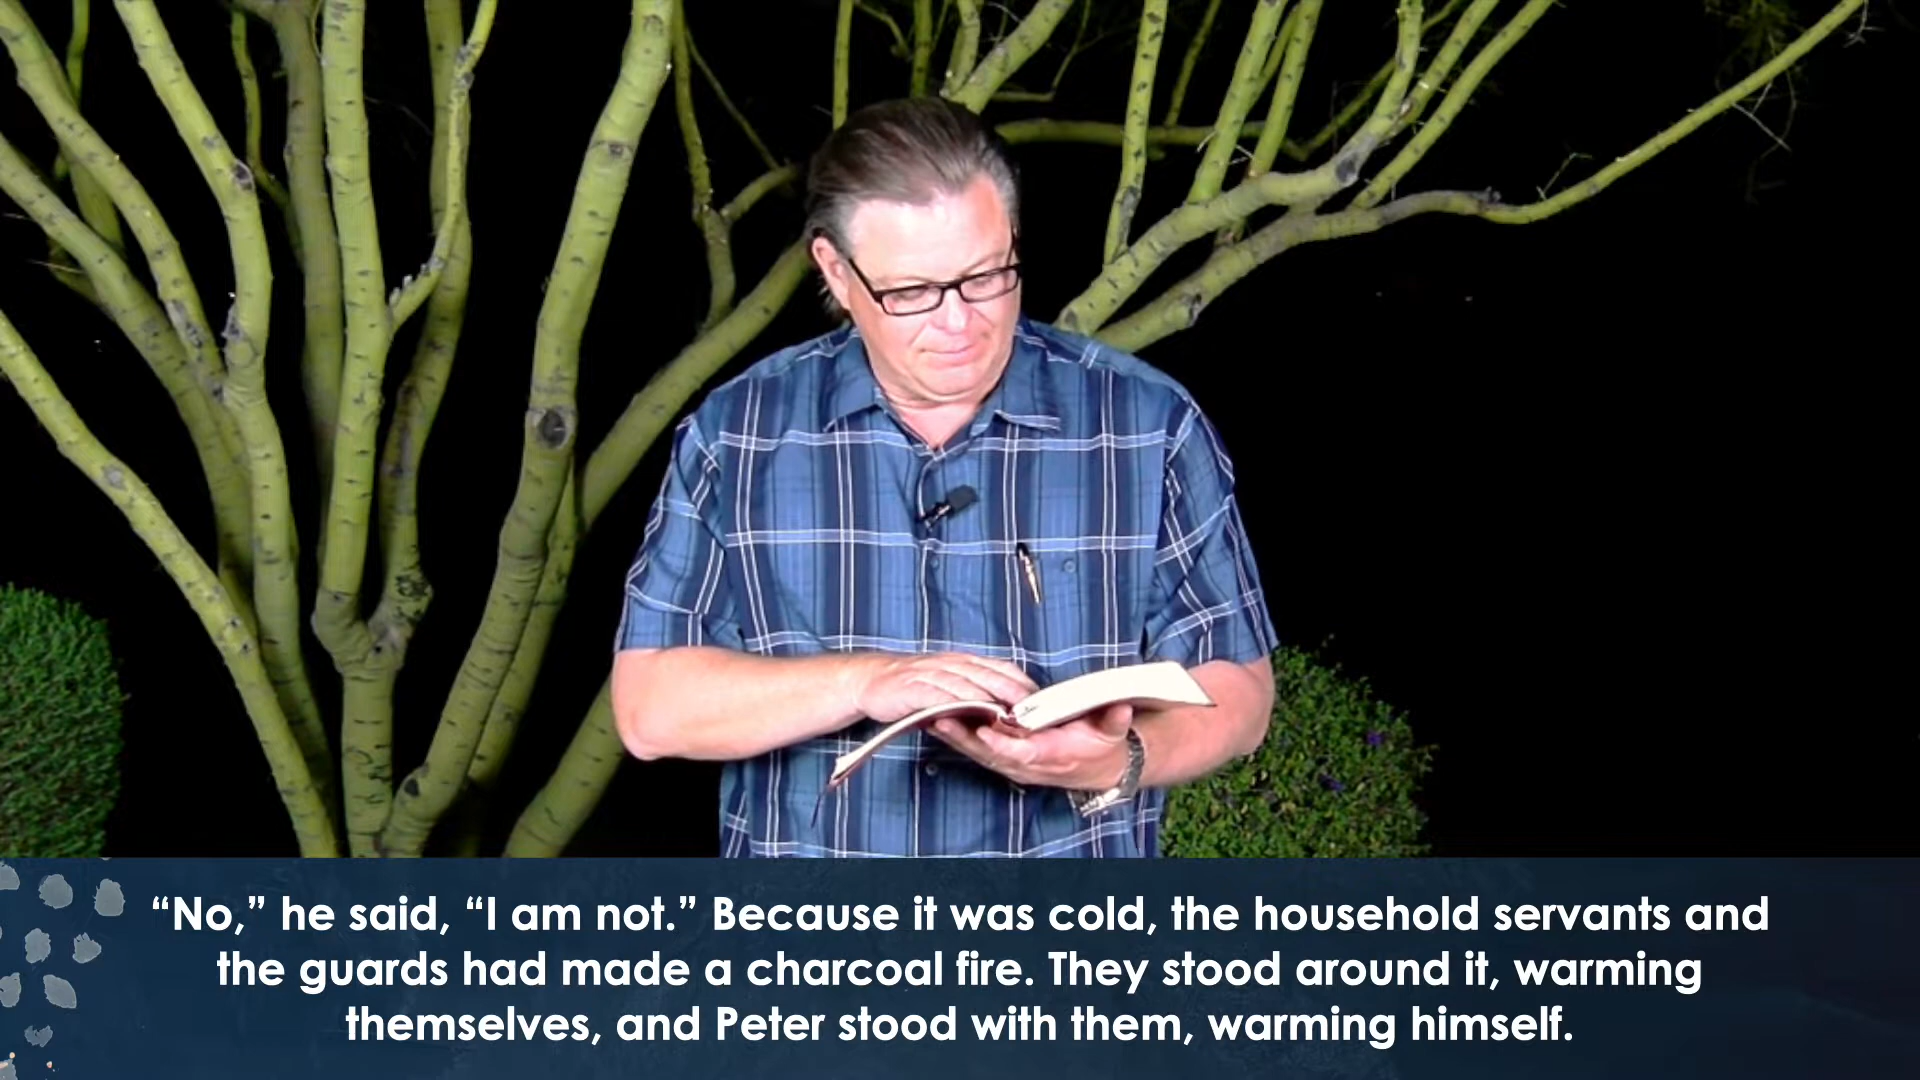 “No,” he said, “I am not.” Because it was cold, the household servants and
the guards had made a charcoal fire. They stood around it, warming
themselves, and Peter stood with them, warming himself.